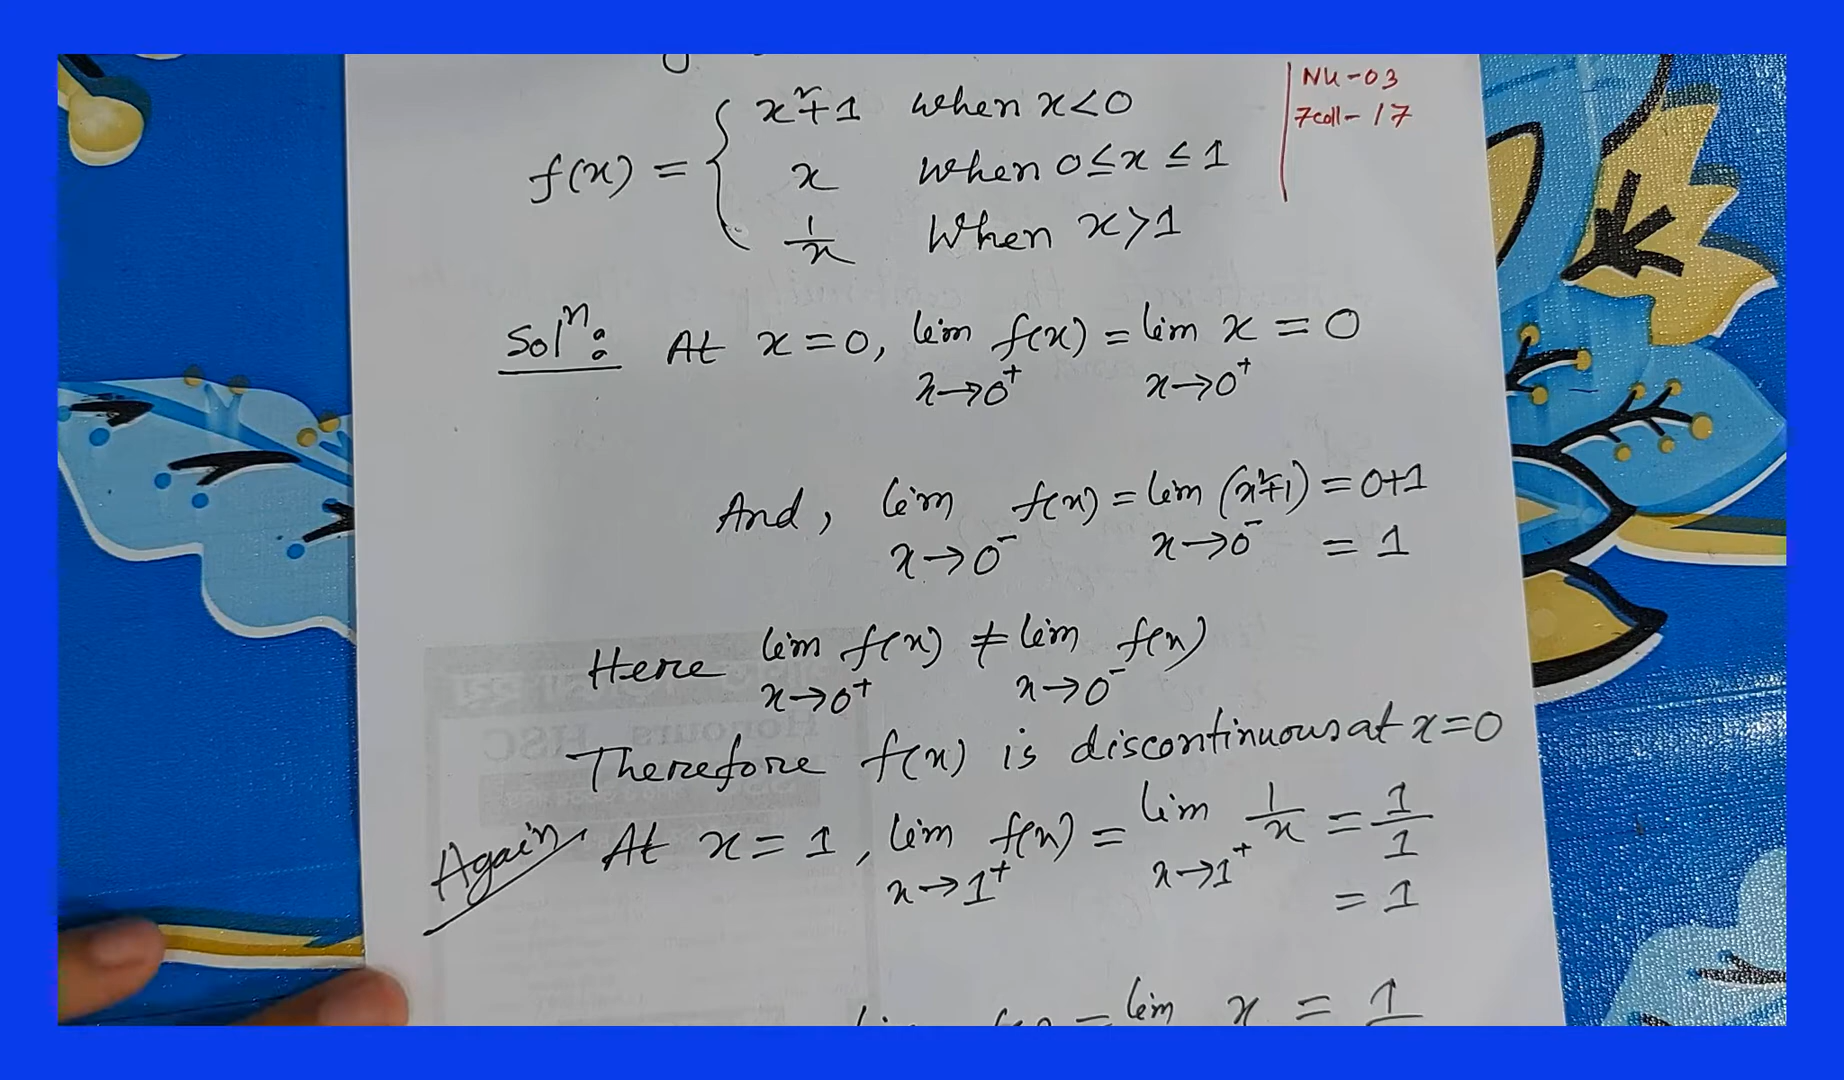 NU-03
7coll-17
f(x) = { x²+1 when x<0
x when 0≤x≤1
1/x When x>1
Solⁿ: At x=0, lim x→0⁺ f(x) = lim x→0⁺ x = 0
And, lim x→0⁻ f(x) = lim x→0⁻ (x²+1) = 0+1
= 1
Here lim x→0⁺ f(x) ≠ lim x→0⁻ f(x)
Therefore f(x) is discontinuous at x=0
Again, At x=1, lim x→1⁺ f(x) = lim x→1⁺ 1/x = 1/1
= 1
lim x = 1